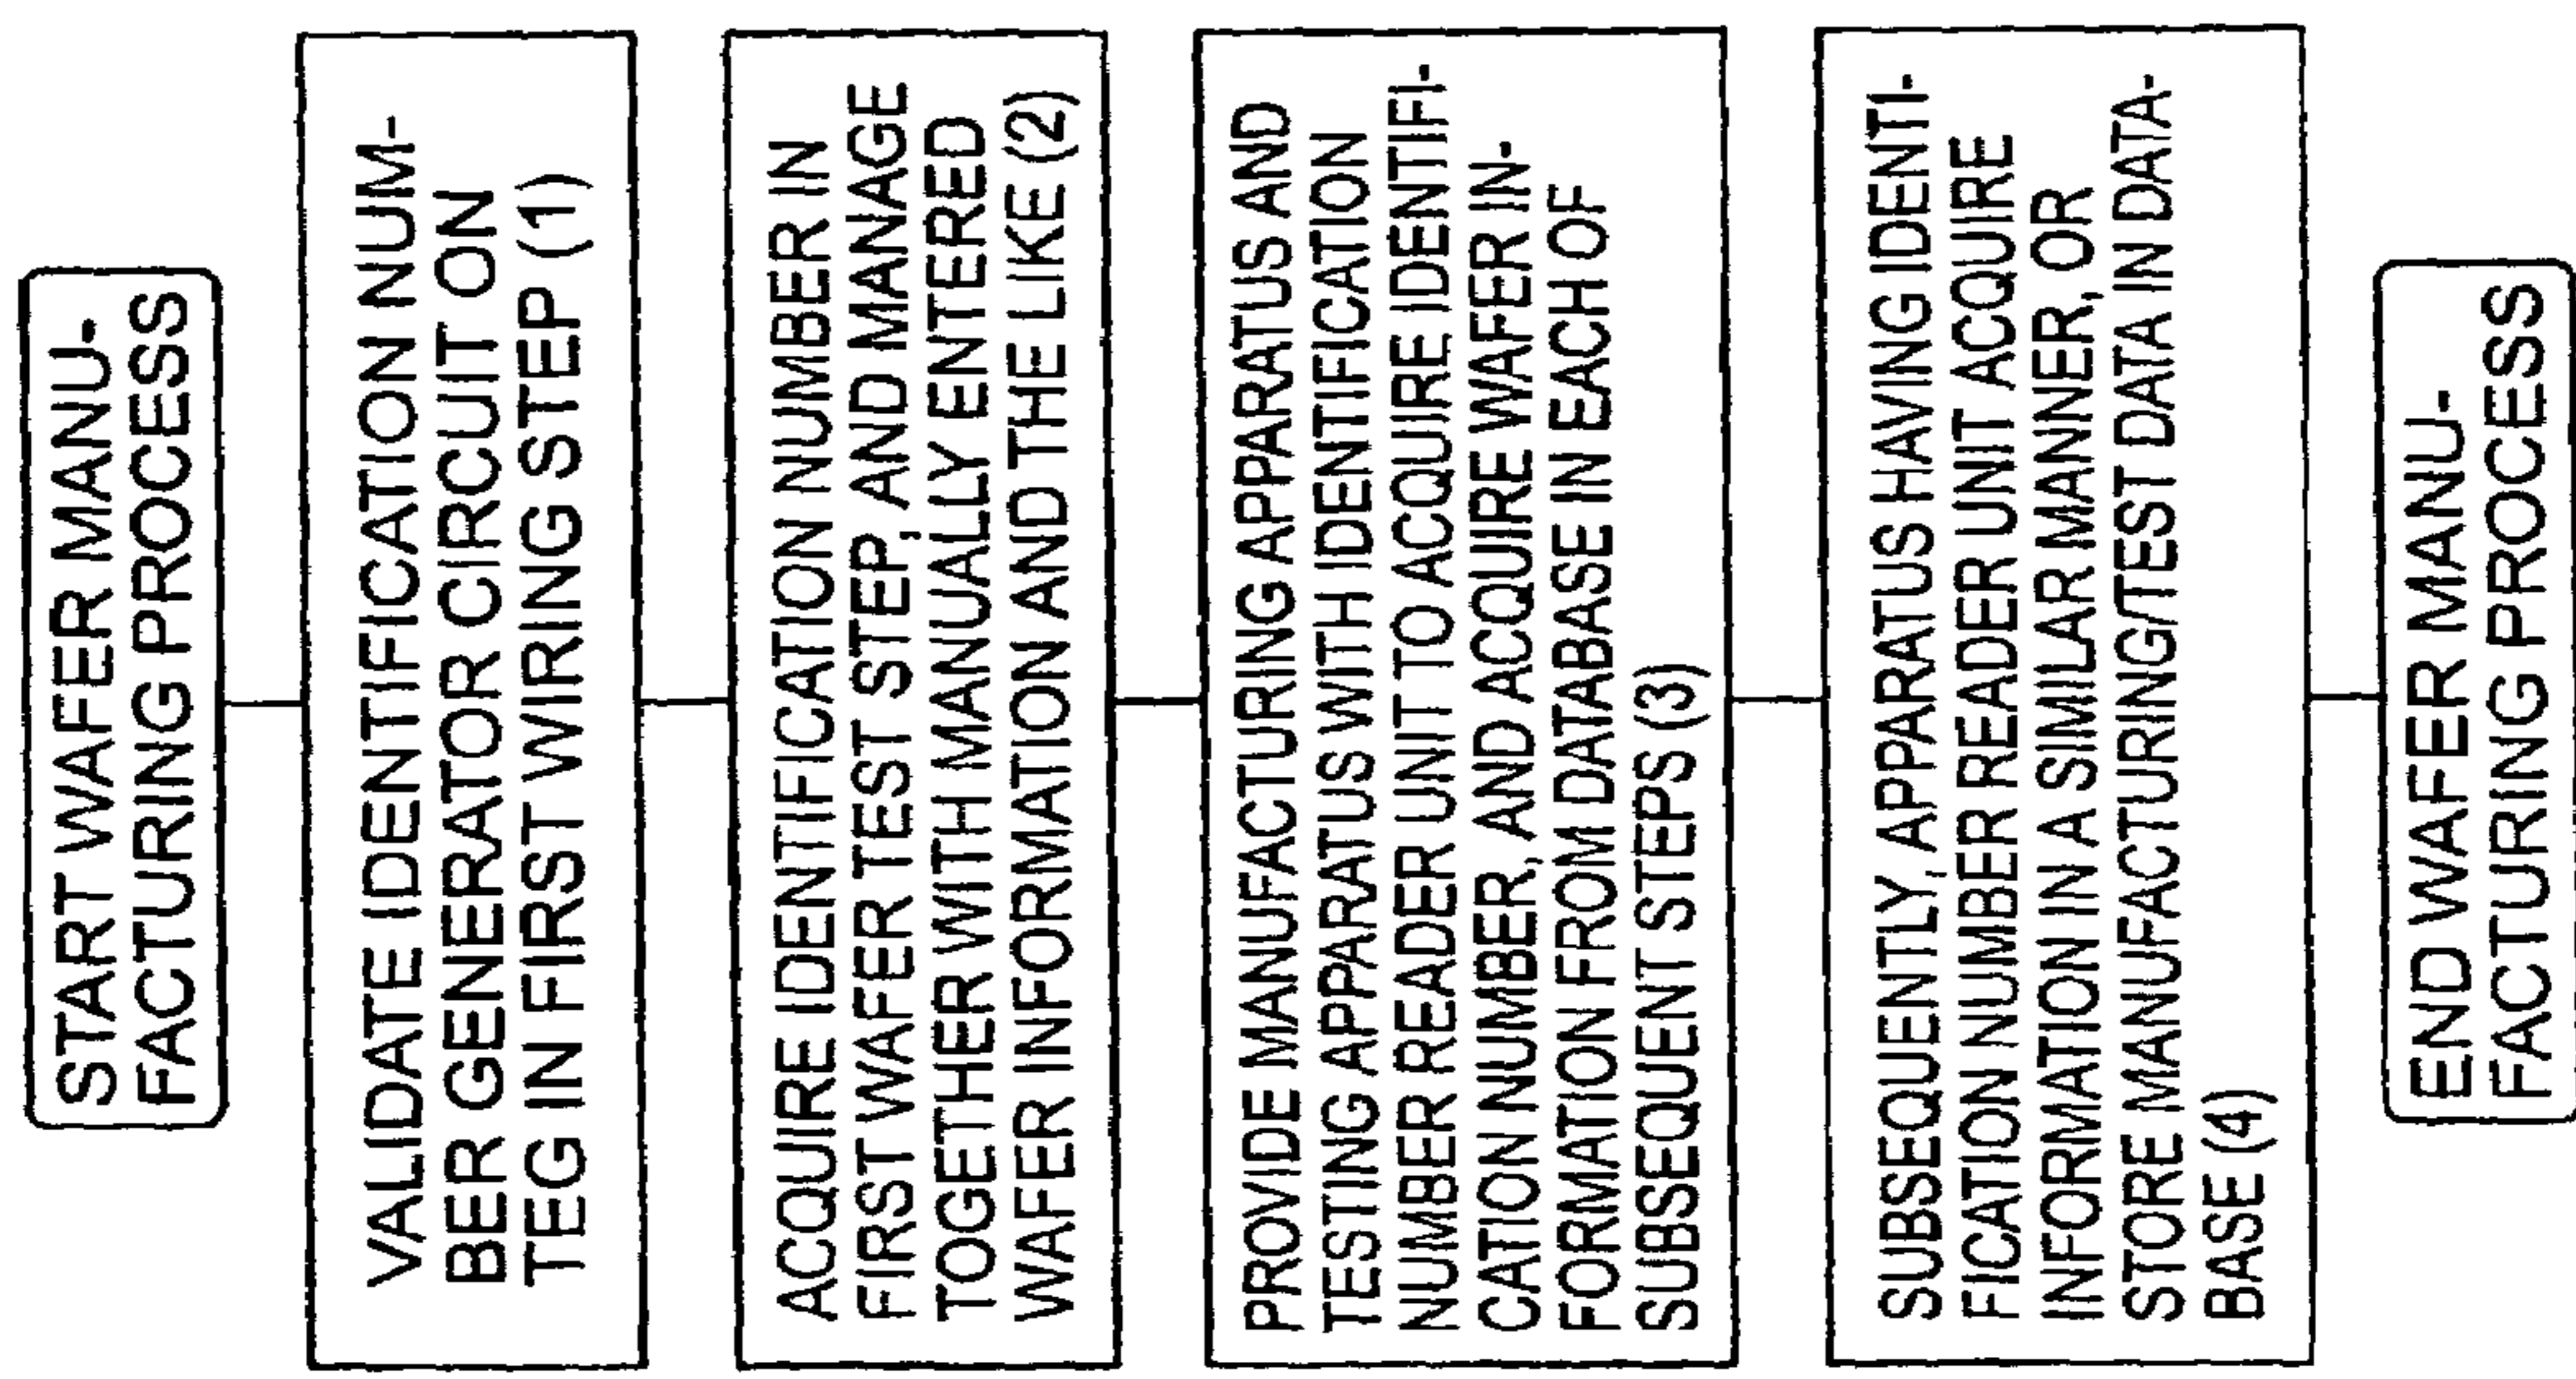 START WAFER MANU-
FACTURING PROCESS
VALIDATE IDENTIFICATION NUM-
BER GENERATOR CIRCUIT ON
TEG IN FIRST WIRING STEP (1)
ACQUIRE IDENTIFICATION NUMBER IN
FIRST WAFER TEST STEP, AND MANAGE
TOGETHER WITH MANUALLY ENTERED
WAFER INFORMATION AND THE LIKE (2)
PROVIDE MANUFACTURING APPARATUS AND
TESTING APPARATUS WITH IDENTIFICATION
NUMBER READER UNIT TO ACQUIRE IDENTIFI-
CATION NUMBER, AND ACQUIRE WAFER IN-
FORMATION FROM DATABASE IN EACH OF
SUBSEQUENT STEPS (3)
SUBSEQUENTLY, APPARATUS HAVING IDENTI-
FICATION NUMBER READER UNIT ACQUIRE
INFORMATION IN A SIMILAR MANNER, OR
STORE MANUFACTURING/TEST DATA IN DATA-
BASE (4)
END WAFER MANU-
FACTURING PROCESS